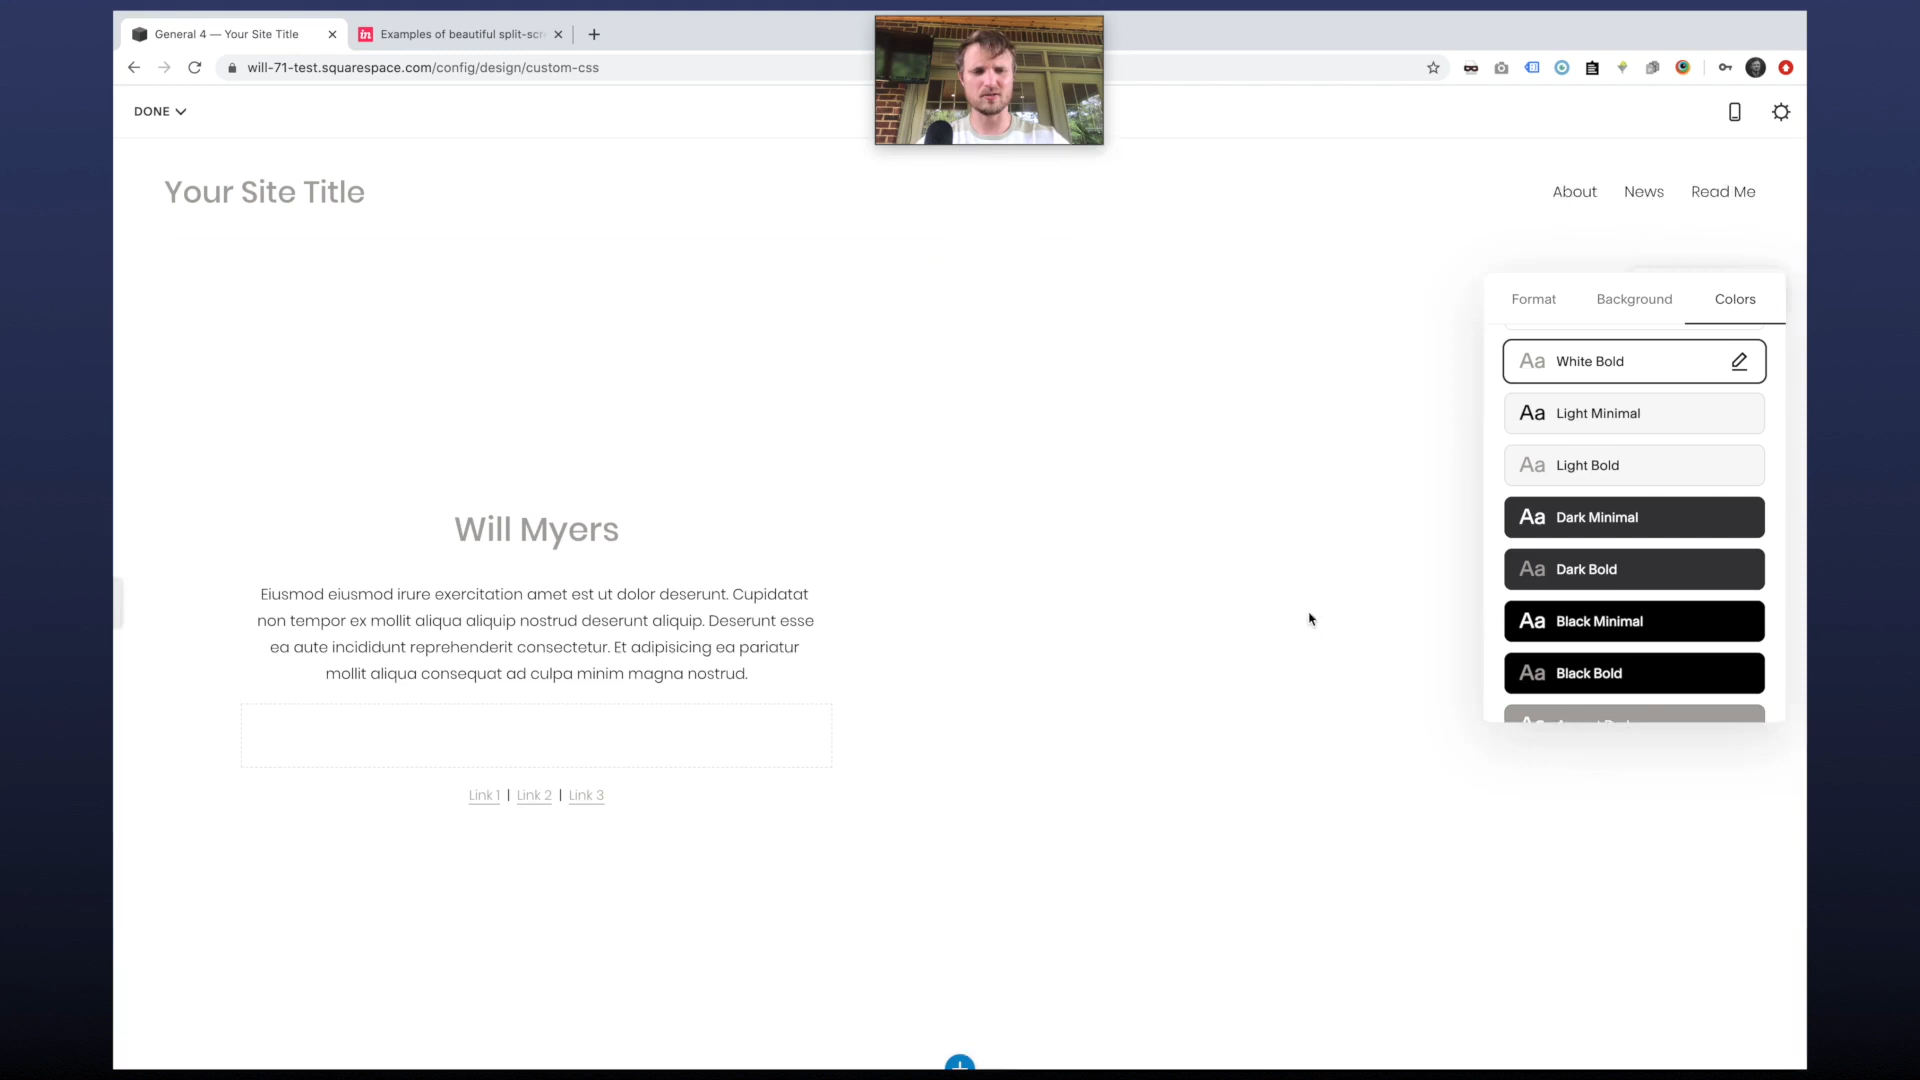 General 4 — Your Site Title
Examples of beautiful split-scr
will-71-test.squarespace.com/config/design/custom-css
DONE
Your Site Title
About News Read Me
Format Background Colors
Aa White Bold
Aa Light Minimal
Aa Light Bold
Aa Dark Minimal
Aa Dark Bold
Aa Black Minimal
Aa Black Bold
Will Myers
Eiusmod eiusmod irure exercitation amet est ut dolor deserunt. Cupidatat
non tempor ex mollit aliqua aliquip nostrud deserunt aliquip. Deserunt esse
ea aute incididunt reprehenderit consectetur. Et adipisicing ea pariatur
mollit aliqua consequat ad culpa minim magna nostrud.
Link 1 | Link 2 | Link 3